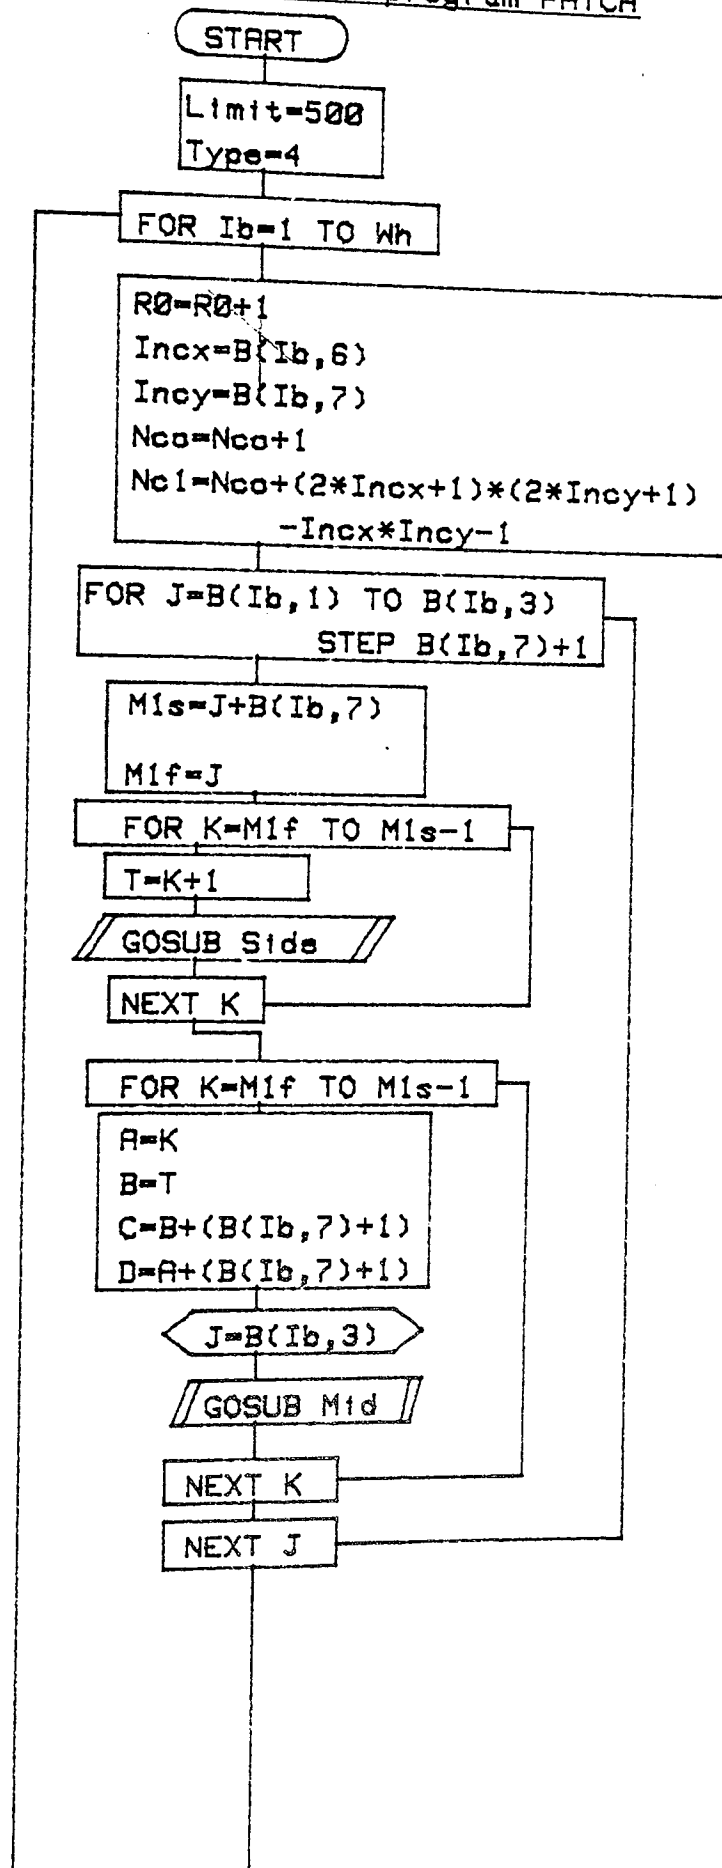 program PATCH
START
Limit=500
Type=4
FOR Ib=1 TO Wh
R0=R0+1
Incx=B(Ib,6)
Incy=B(Ib,7)
Nco=Nco+1
Nc1=Nco+(2*Incx+1)*(2*Incy+1)
-Incx*Incy-1
FOR J=B(Ib,1) TO B(Ib,3)
STEP B(Ib,7)+1
M1s=J+B(Ib,7)
M1f=J
FOR K=M1f TO M1s-1
T=K+1
GOSUB Side
NEXT K
FOR K=M1f TO M1s-1
A=K
B=T
C=B+(B(Ib,7)+1)
D=A+(B(Ib,7)+1)
J=B(Ib,3)
GOSUB Mid
NEXT K
NEXT J